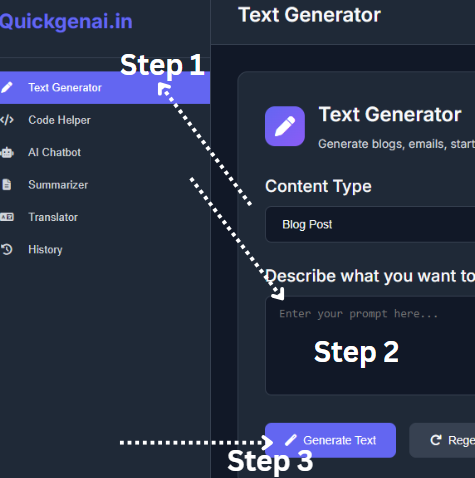 Quickgenai.in
Text Generator
Step 1
Text Generator
Code Helper
AI Chatbot
Summarizer
Translator
History
Text Generator
Generate blogs, emails, start
Content Type
Blog Post
Describe what you want to
Enter your prompt here...
Step 2
Generate Text
Rege
Step 3